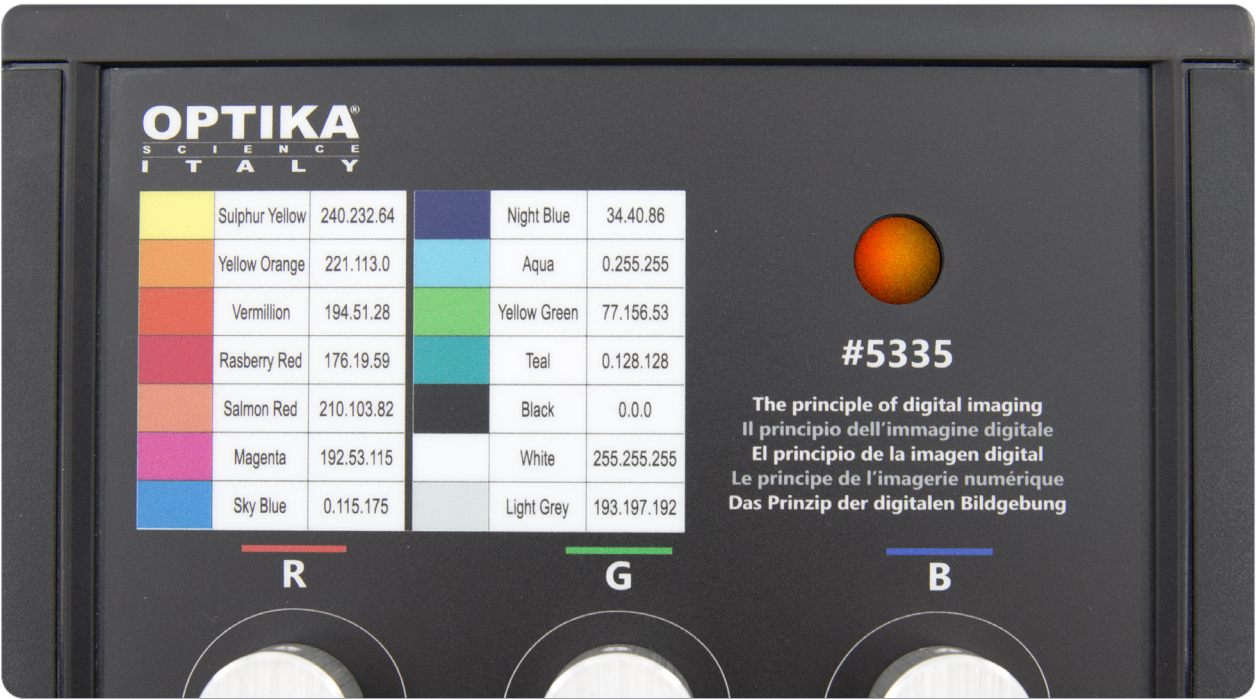 OPTIKA®
SCIENCE
ITALY
Sulphur Yellow 240.232.64
Yellow Orange 221.113.0
Vermillion 194.51.28
Rasberry Red 176.19.59
Salmon Red 210.103.82
Magenta 192.53.115
Sky Blue 0.115.175
Night Blue 34.40.86
Aqua 0.255.255
Yellow Green 77.156.53
Teal 0.128.128
Black 0.0.0
White 255.255.255
Light Grey 193.197.192
#5335
The principle of digital imaging
Il principio dell'immagine digitale
El principio de la imagen digital
Le principe de l'imagerie numérique
Das Prinzip der digitalen Bildgebung
R
G
B